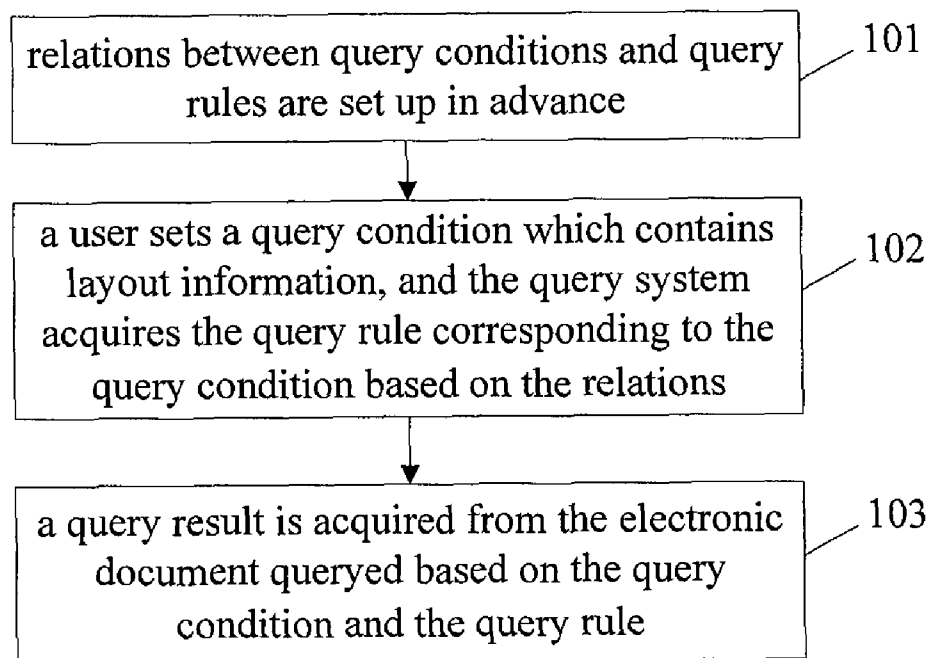 relations between query conditions and query
rules are set up in advance
101
a user sets a query condition which contains
layout information, and the query system
acquires the query rule corresponding to the
query condition based on the relations
102
a query result is acquired from the electronic
document queryed based on the query
condition and the query rule
103